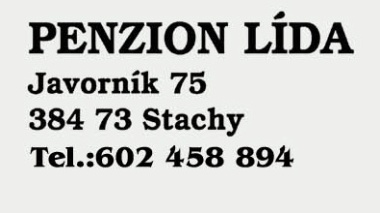 PENZION LÍDA
Javorník 75
384 73 Stachy
Tel.:602 458 894